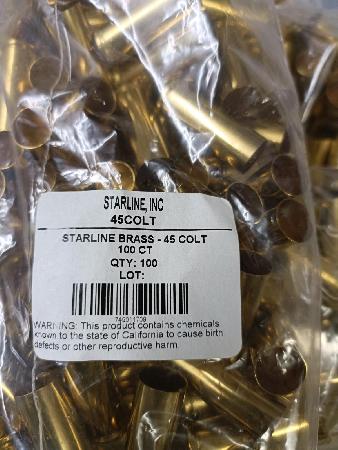 STARLINE, INC
45COLT
STARLINE BRASS - 45 COLT
100 CT
QTY: 100
LOT:
WARNING: This product contains chemicals
known to the state of California to cause birth
defects or other reproductive harm.